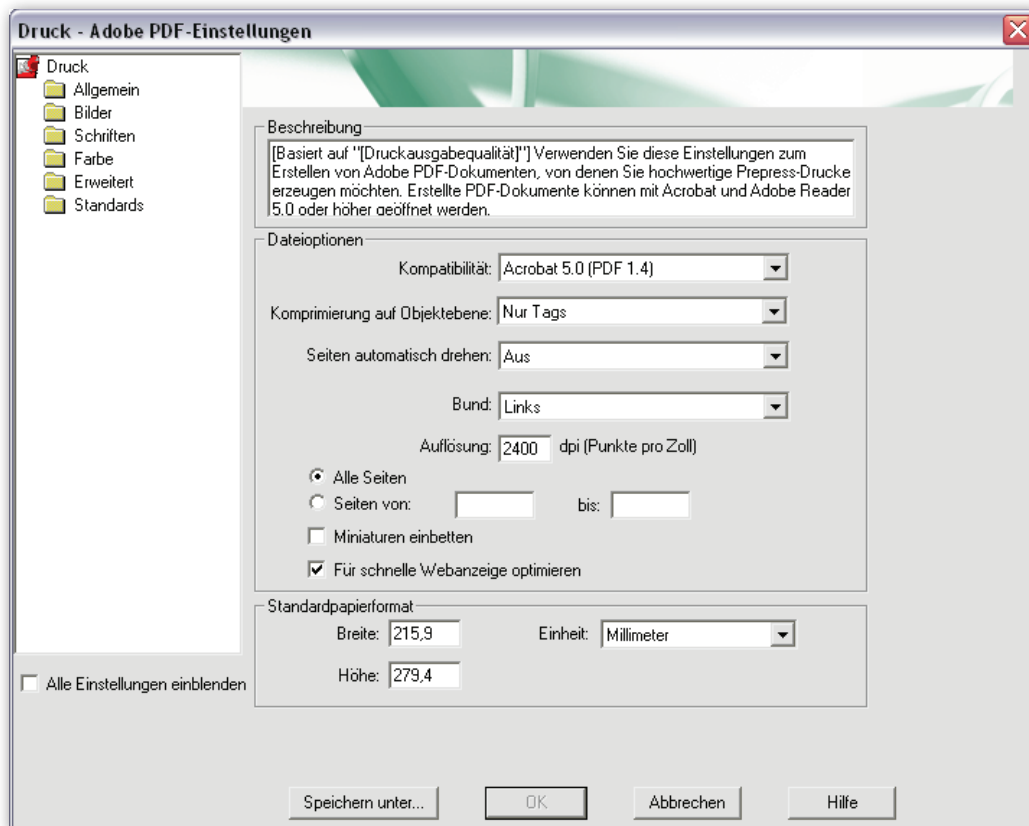 Druck - Adobe PDF-Einstellungen
Druck
Allgemein
Bilder
Schriften
Farbe
Erweitert
Standards
Alle Einstellungen einblenden
Beschreibung
[Basiert auf "[Druckausgabequalität]"] Verwenden Sie diese Einstellungen zum
Erstellen von Adobe PDF-Dokumenten, von denen Sie hochwertige Prepress-Drucke
erzeugen möchten. Erstellte PDF-Dokumente können mit Acrobat und Adobe Reader
5.0 oder höher geöffnet werden.
Dateioptionen
Kompatibilität: Acrobat 5.0 (PDF 1.4)
Komprimierung auf Objektebene: Nur Tags
Seiten automatisch drehen: Aus
Bund: Links
Auflösung: 2400 dpi (Punkte pro Zoll)
Alle Seiten
Seiten von: bis:
Miniaturen einbetten
Für schnelle Webanzeige optimieren
Standardpapierformat
Breite: 215,9 Einheit: Millimeter
Höhe: 279,4
Speichern unter... OK Abbrechen Hilfe